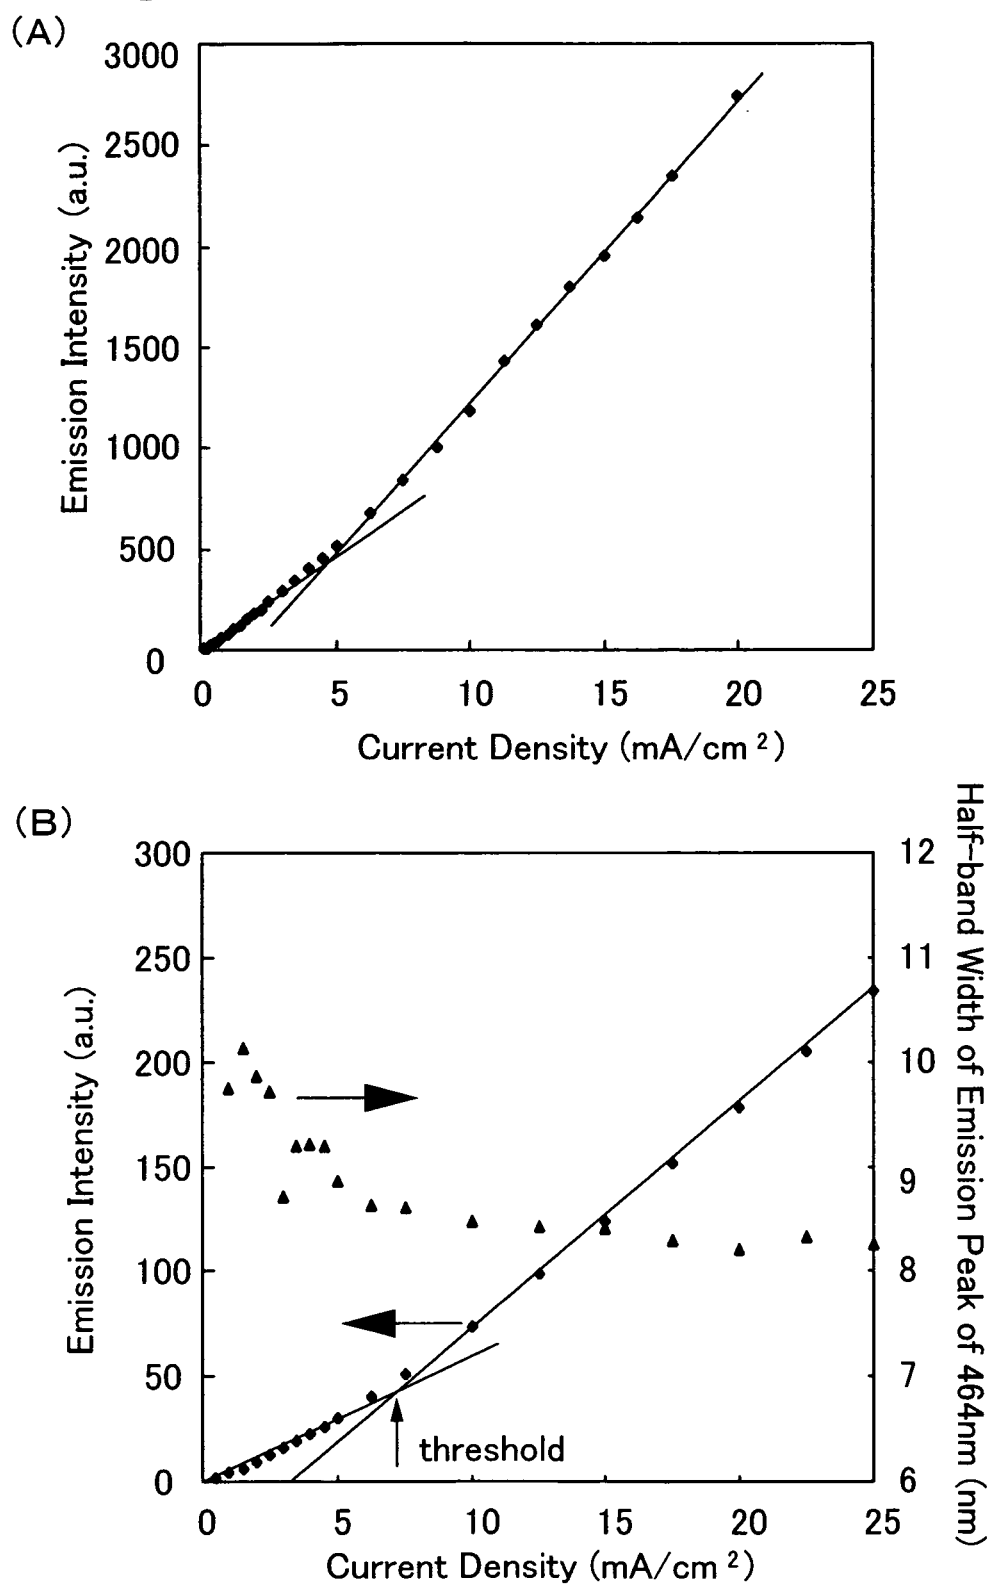 (A)
3000
2500
2000
1500
1000
500
0
Emission Intensity (a.u.)
0 5 10 15 20 25
Current Density (mA/cm²)
(B)
300
250
200
150
100
50
0
Emission Intensity (a.u.)
12
11
10
9
8
7
6
Half-band Width of Emission Peak of 464nm (nm)
threshold
0 5 10 15 20 25
Current Density (mA/cm²)